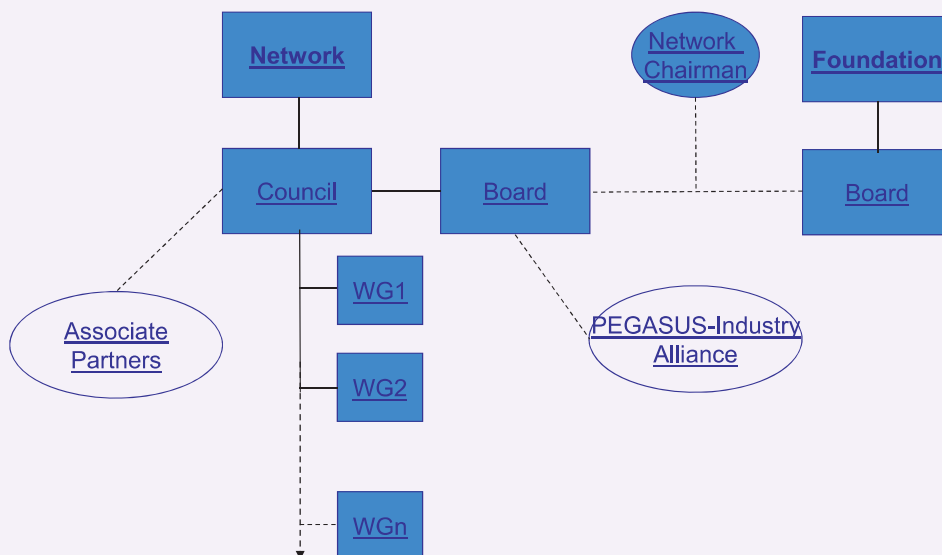 Network
Network
Chairman
Foundation
Council
Board
Board
WG1
Associate
Partners
PEGASUS-Industry
Alliance
WG2
WGn